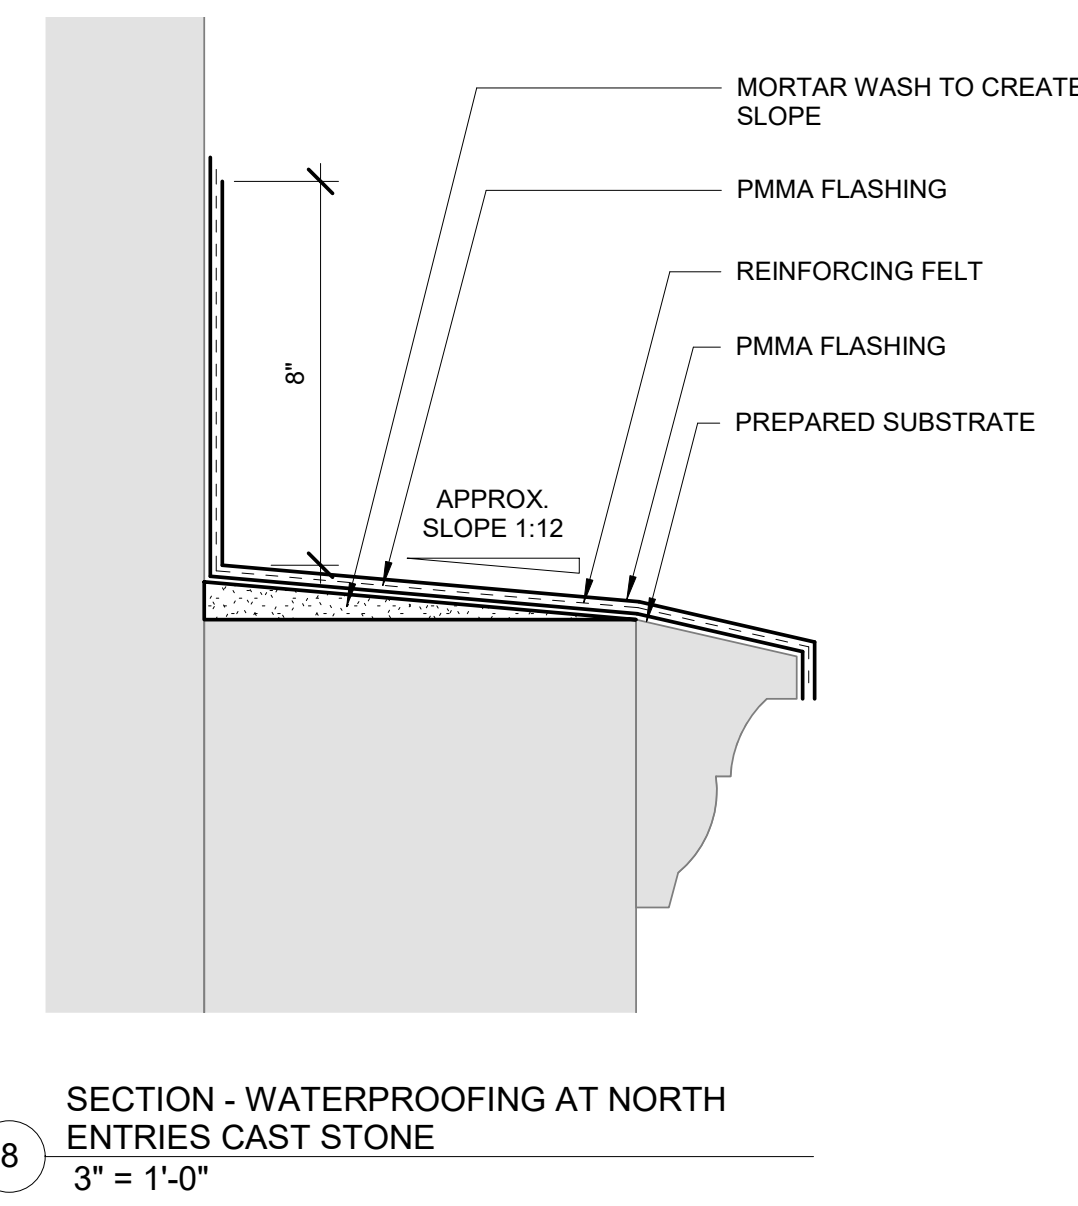 MORTAR WASH TO CREATE
SLOPE
PMMA FLASHING
REINFORCING FELT
PMMA FLASHING
PREPARED SUBSTRATE
8"
APPROX.
SLOPE 1:12
SECTION - WATERPROOFING AT NORTH
ENTRIES CAST STONE
8
3" = 1'-0"